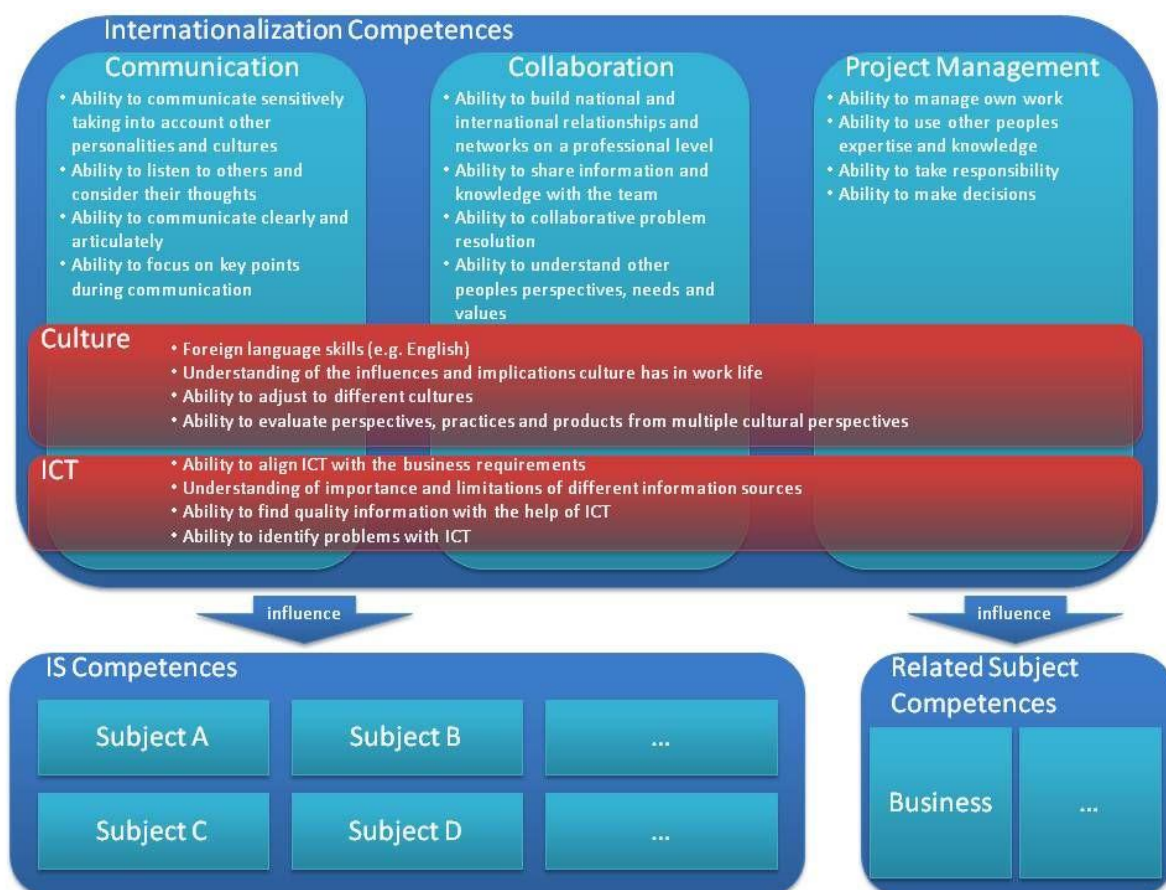 Internationalization Competences
Communication
• Ability to communicate sensitively
taking into account other
personalities and cultures
• Ability to listen to others and
consider their thoughts
• Ability to communicate clearly and
articulately
• Ability to focus on key points
during communication
Collaboration
• Ability to build national and
international relationships and
networks on a professional level
• Ability to share information and
knowledge with the team
• Ability to collaborative problem
resolution
• Ability to understand other
peoples perspectives, needs and
values
Project Management
• Ability to manage own work
• Ability to use other peoples
expertise and knowledge
• Ability to take responsibility
• Ability to make decisions
Culture
• Foreign language skills (e.g. English)
• Understanding of the influences and implications culture has in work life
• Ability to adjust to different cultures
• Ability to evaluate perspectives, practices and products from multiple cultural perspectives
ICT
• Ability to align ICT with the business requirements
• Understanding of importance and limitations of different information sources
• Ability to find quality information with the help of ICT
• Ability to identify problems with ICT
influence
influence
IS Competences
Subject A
Subject B
...
Subject C
Subject D
...
Related Subject
Competences
Business
...